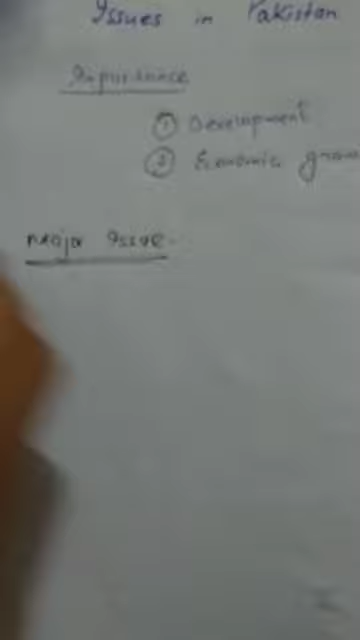 Issues in Pakistan
Importance
① Development
② Economic
Major Issue.